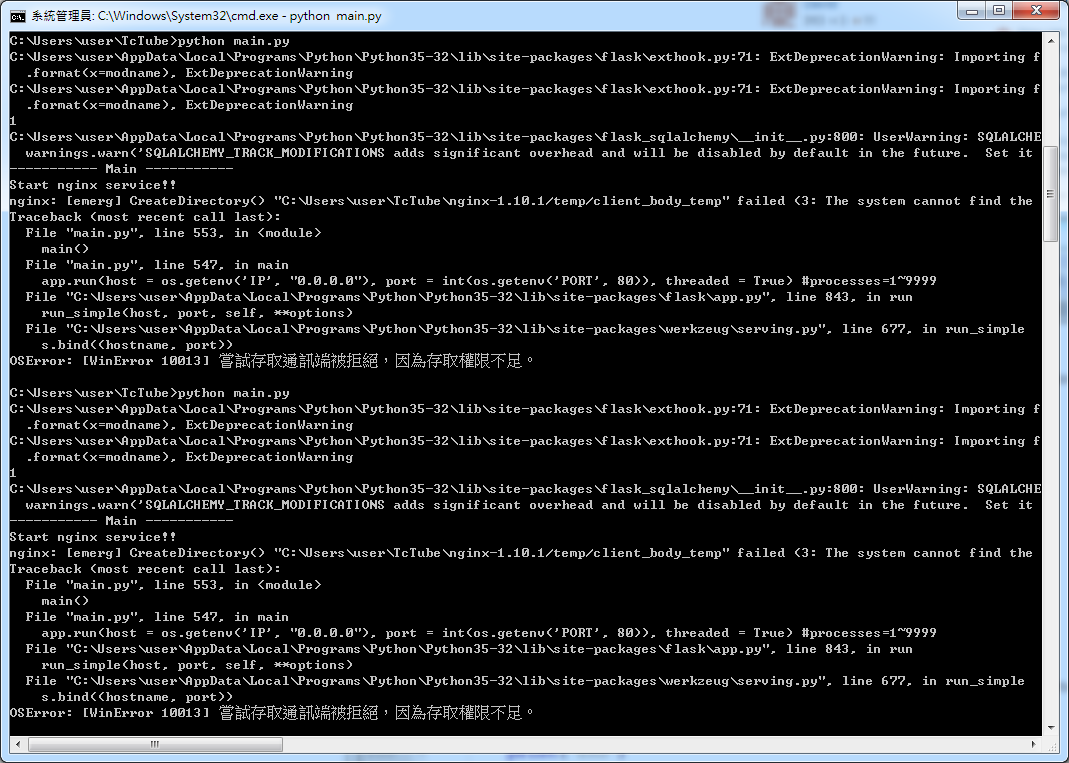 系統管理員: C:\Windows\System32\cmd.exe - python  main.py
C:\Users\user\TcTube>python main.py
C:\Users\user\AppData\Local\Programs\Python\Python35-32\lib\site-packages\flask\exthook.py:71: ExtDeprecationWarning: Importing f
  .format(x=modname), ExtDeprecationWarning
C:\Users\user\AppData\Local\Programs\Python\Python35-32\lib\site-packages\flask\exthook.py:71: ExtDeprecationWarning: Importing f
  .format(x=modname), ExtDeprecationWarning
1
C:\Users\user\AppData\Local\Programs\Python\Python35-32\lib\site-packages\flask_sqlalchemy\__init__.py:800: UserWarning: SQLALCHE
  warnings.warn('SQLALCHEMY_TRACK_MODIFICATIONS adds significant overhead and will be disabled by default in the future.  Set it
----------- Main -----------
Start nginx service!!
nginx: [emerg] CreateDirectory() "C:\Users\user\TcTube\nginx-1.10.1/temp/client_body_temp" failed (3: The system cannot find the
Traceback (most recent call last):
  File "main.py", line 553, in <module>
    main()
  File "main.py", line 547, in main
    app.run(host = os.getenv('IP', "0.0.0.0"), port = int(os.getenv('PORT', 80)), threaded = True) #processes=1~9999
  File "C:\Users\user\AppData\Local\Programs\Python\Python35-32\lib\site-packages\flask\app.py", line 843, in run
    run_simple(host, port, self, **options)
  File "C:\Users\user\AppData\Local\Programs\Python\Python35-32\lib\site-packages\werkzeug\serving.py", line 677, in run_simple
    s.bind((hostname, port))
OSError: [WinError 10013] 嘗試存取通訊端被拒絕，因為存取權限不足。
C:\Users\user\TcTube>python main.py
C:\Users\user\AppData\Local\Programs\Python\Python35-32\lib\site-packages\flask\exthook.py:71: ExtDeprecationWarning: Importing f
  .format(x=modname), ExtDeprecationWarning
C:\Users\user\AppData\Local\Programs\Python\Python35-32\lib\site-packages\flask\exthook.py:71: ExtDeprecationWarning: Importing f
  .format(x=modname), ExtDeprecationWarning
1
C:\Users\user\AppData\Local\Programs\Python\Python35-32\lib\site-packages\flask_sqlalchemy\__init__.py:800: UserWarning: SQLALCHE
  warnings.warn('SQLALCHEMY_TRACK_MODIFICATIONS adds significant overhead and will be disabled by default in the future.  Set it
----------- Main -----------
Start nginx service!!
nginx: [emerg] CreateDirectory() "C:\Users\user\TcTube\nginx-1.10.1/temp/client_body_temp" failed (3: The system cannot find the
Traceback (most recent call last):
  File "main.py", line 553, in <module>
    main()
  File "main.py", line 547, in main
    app.run(host = os.getenv('IP', "0.0.0.0"), port = int(os.getenv('PORT', 80)), threaded = True) #processes=1~9999
  File "C:\Users\user\AppData\Local\Programs\Python\Python35-32\lib\site-packages\flask\app.py", line 843, in run
    run_simple(host, port, self, **options)
  File "C:\Users\user\AppData\Local\Programs\Python\Python35-32\lib\site-packages\werkzeug\serving.py", line 677, in run_simple
    s.bind((hostname, port))
OSError: [WinError 10013] 嘗試存取通訊端被拒絕，因為存取權限不足。